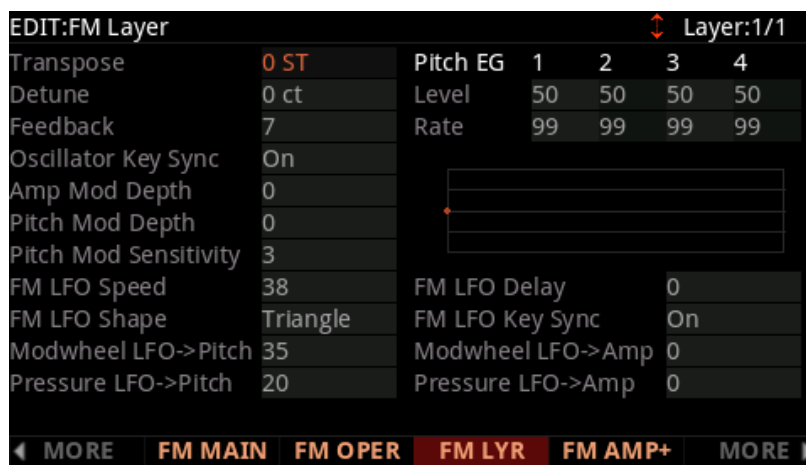 EDIT:FM Layer Layer:1/1
Transpose 0 ST Pitch EG 1 2 3 4
Detune 0 ct Level 50 50 50 50
Feedback 7 Rate 99 99 99 99
Oscillator Key Sync On
Amp Mod Depth 0
Pitch Mod Depth 0
Pitch Mod Sensitivity 3
FM LFO Speed 38 FM LFO Delay 0
FM LFO Shape Triangle FM LFO Key Sync On
Modwheel LFO->Pitch 35 Modwheel LFO->Amp 0
Pressure LFO->Pitch 20 Pressure LFO->Amp 0
MORE FM MAIN FM OPER FM LYR FM AMP+ MORE